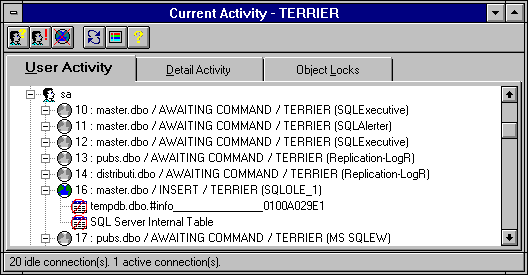 Current Activity - TERRIER
User Activity
Detail Activity
Object Locks
sa
10 : master.dbo / AWAITING COMMAND / TERRIER (SQLExecutive)
11 : master.dbo / AWAITING COMMAND / TERRIER (SQLAlerter)
12 : master.dbo / AWAITING COMMAND / TERRIER (SQLExecutive)
13 : pubs.dbo / AWAITING COMMAND / TERRIER (Replication-LogR)
14 : distributi.dbo / AWAITING COMMAND / TERRIER (Replication-LogR)
16 : master.dbo / INSERT / TERRIER (SQLOLE_1)
tempdb.dbo.#info______________0100A029E1
SQL Server Internal Table
17 : pubs.dbo / AWAITING COMMAND / TERRIER (MS SQLEW)
20 idle connection(s). 1 active connection(s).